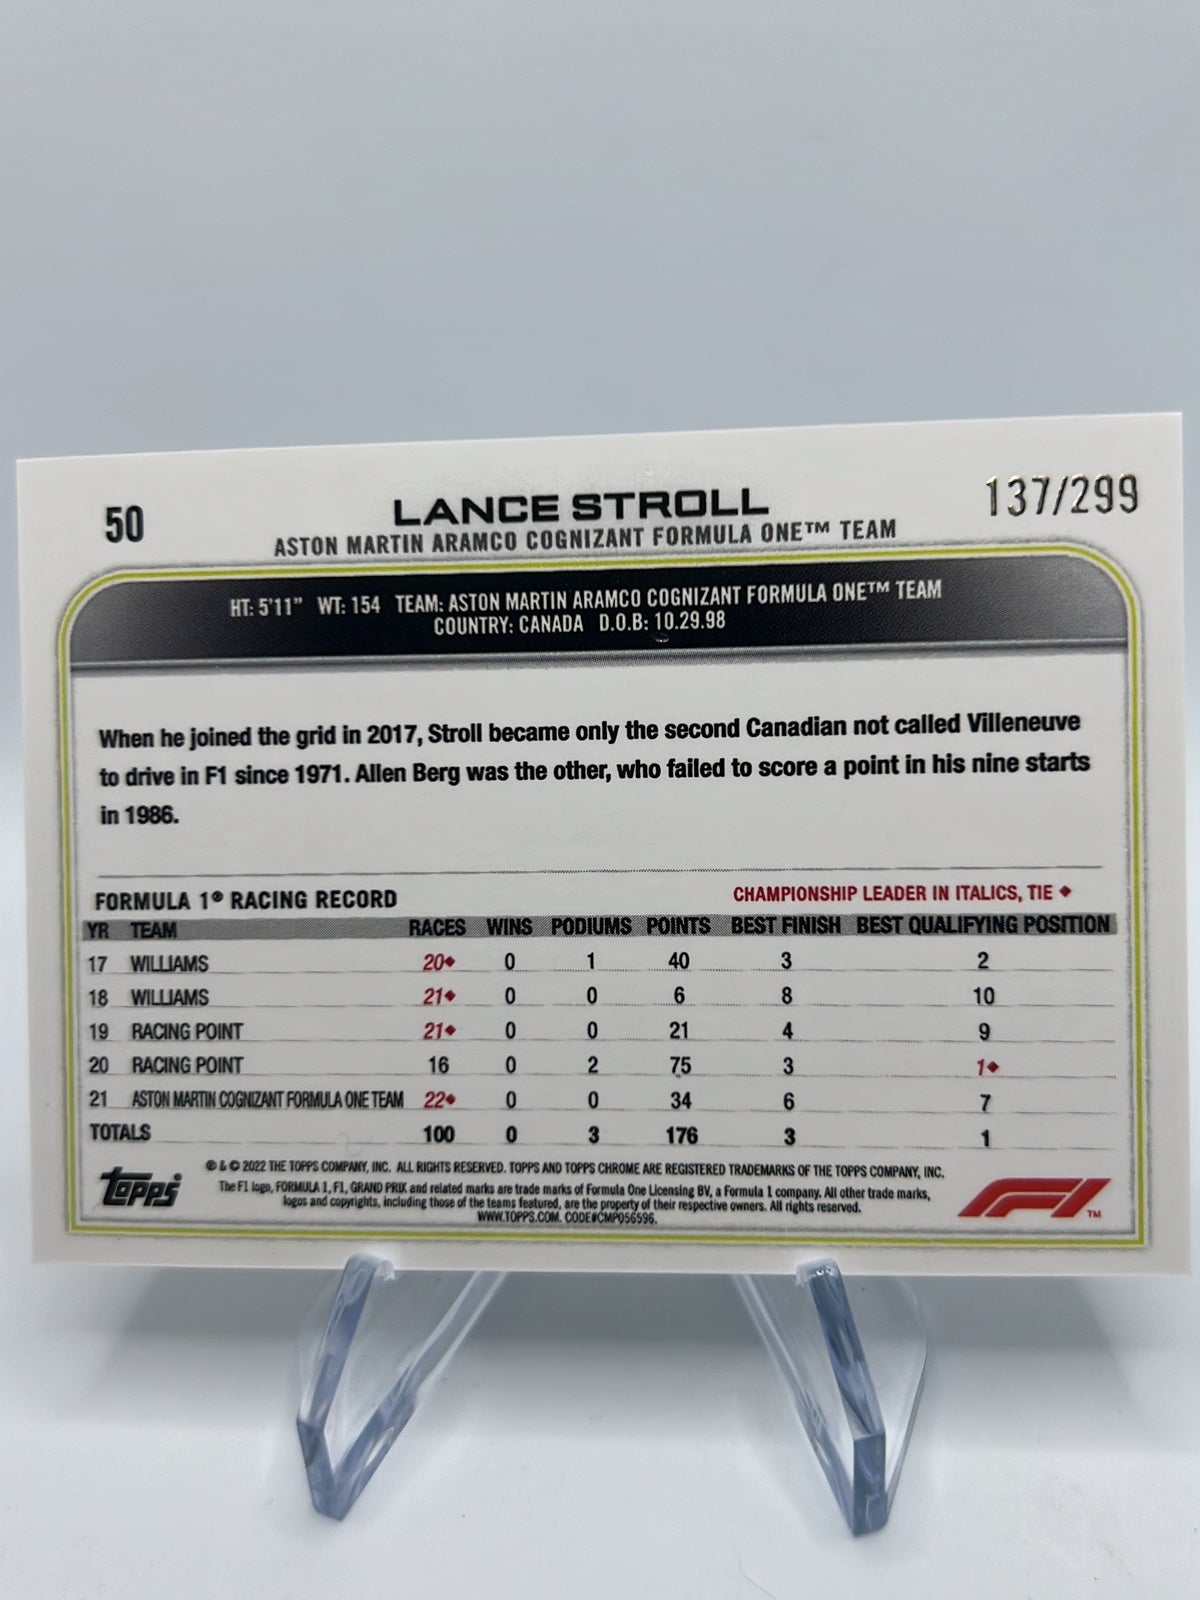 50
LANCE STROLL
137/299
ASTON MARTIN ARAMCO COGNIZANT FORMULA ONE™ TEAM
HT: 5'11" WT: 154 TEAM: ASTON MARTIN ARAMCO COGNIZANT FORMULA ONE™ TEAM
COUNTRY: CANADA D.O.B: 10.29.98
When he joined the grid in 2017, Stroll became only the second Canadian not called Villeneuve
to drive in F1 since 1971. Allen Berg was the other, who failed to score a point in his nine starts
in 1986.
FORMULA 1® RACING RECORD CHAMPIONSHIP LEADER IN ITALICS, TIE ♦
YR TEAM RACES WINS PODIUMS POINTS BEST FINISH BEST QUALIFYING POSITION
17 WILLIAMS 20♦ 0 1 40 3 2
18 WILLIAMS 21♦ 0 0 6 8 10
19 RACING POINT 21♦ 0 0 21 4 9
20 RACING POINT 16 0 2 75 3 1♦
21 ASTON MARTIN COGNIZANT FORMULA ONE TEAM 22♦ 0 0 34 6 7
TOTALS 100 0 3 176 3 1
℗ & © 2022 THE TOPPS COMPANY, INC. ALL RIGHTS RESERVED. TOPPS AND TOPPS CHROME ARE REGISTERED TRADEMARKS OF THE TOPPS COMPANY, INC.
The F1 logo, FORMULA 1, F1, GRAND PRIX and related marks are trade marks of Formula One Licensing BV, a Formula 1 company. All other trade marks,
logos and copyrights, including those of the teams featured, are the property of their respective owners. All rights reserved.
WWW.TOPPS.COM. CODE#CMP056596.
topps
F1™